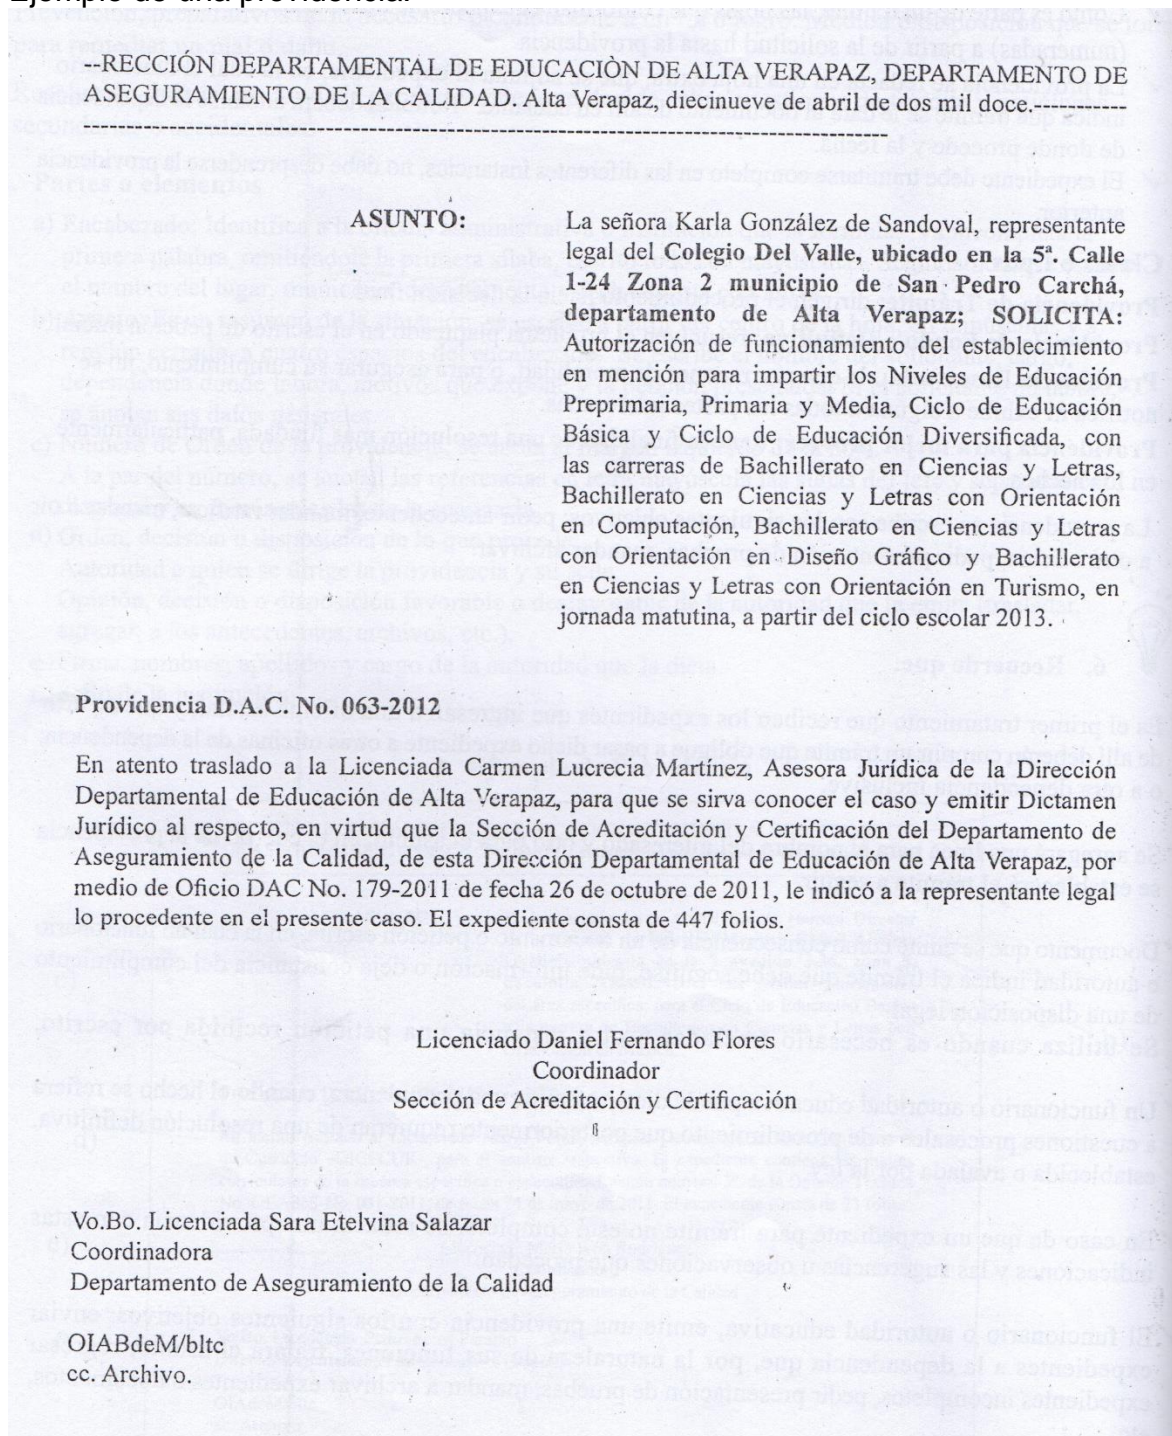 Ejemplo de una providencia.
--RECCIÓN DEPARTAMENTAL DE EDUCACIÒN DE ALTA VERAPAZ, DEPARTAMENTO DE
ASEGURAMIENTO DE LA CALIDAD. Alta Verapaz, diecinueve de abril de dos mil doce.----------
ASUNTO:
La señora Karla González de Sandoval, representante
legal del Colegio Del Valle, ubicado en la 5ª. Calle
1-24 Zona 2 municipio de San Pedro Carchá,
departamento de Alta Verapaz; SOLICITA:
Autorización de funcionamiento del establecimiento
en mención para impartir los Niveles de Educación
Preprimaria, Primaria y Media, Ciclo de Educación
Básica y Ciclo de Educación Diversificada, con
las carreras de Bachillerato en Ciencias y Letras,
Bachillerato en Ciencias y Letras con Orientación
en Computación, Bachillerato en Ciencias y Letras
con Orientación en Diseño Gráfico y Bachillerato
en Ciencias y Letras con Orientación en Turismo, en
jornada matutina, a partir del ciclo escolar 2013.
Providencia D.A.C. No. 063-2012
En atento traslado a la Licenciada Carmen Lucrecia Martínez, Asesora Jurídica de la Dirección
Departamental de Educación de Alta Verapaz, para que se sirva conocer el caso y emitir Dictamen
Jurídico al respecto, en virtud que la Sección de Acreditación y Certificación del Departamento de
Aseguramiento de la Calidad, de esta Dirección Departamental de Educación de Alta Verapaz, por
medio de Oficio DAC No. 179-2011 de fecha 26 de octubre de 2011, le indicó a la representante legal
lo procedente en el presente caso. El expediente consta de 447 folios.
Licenciado Daniel Fernando Flores
Coordinador
Sección de Acreditación y Certificación
Vo.Bo. Licenciada Sara Etelvina Salazar
Coordinadora
Departamento de Aseguramiento de la Calidad
OIABdeM/bltc
cc. Archivo.